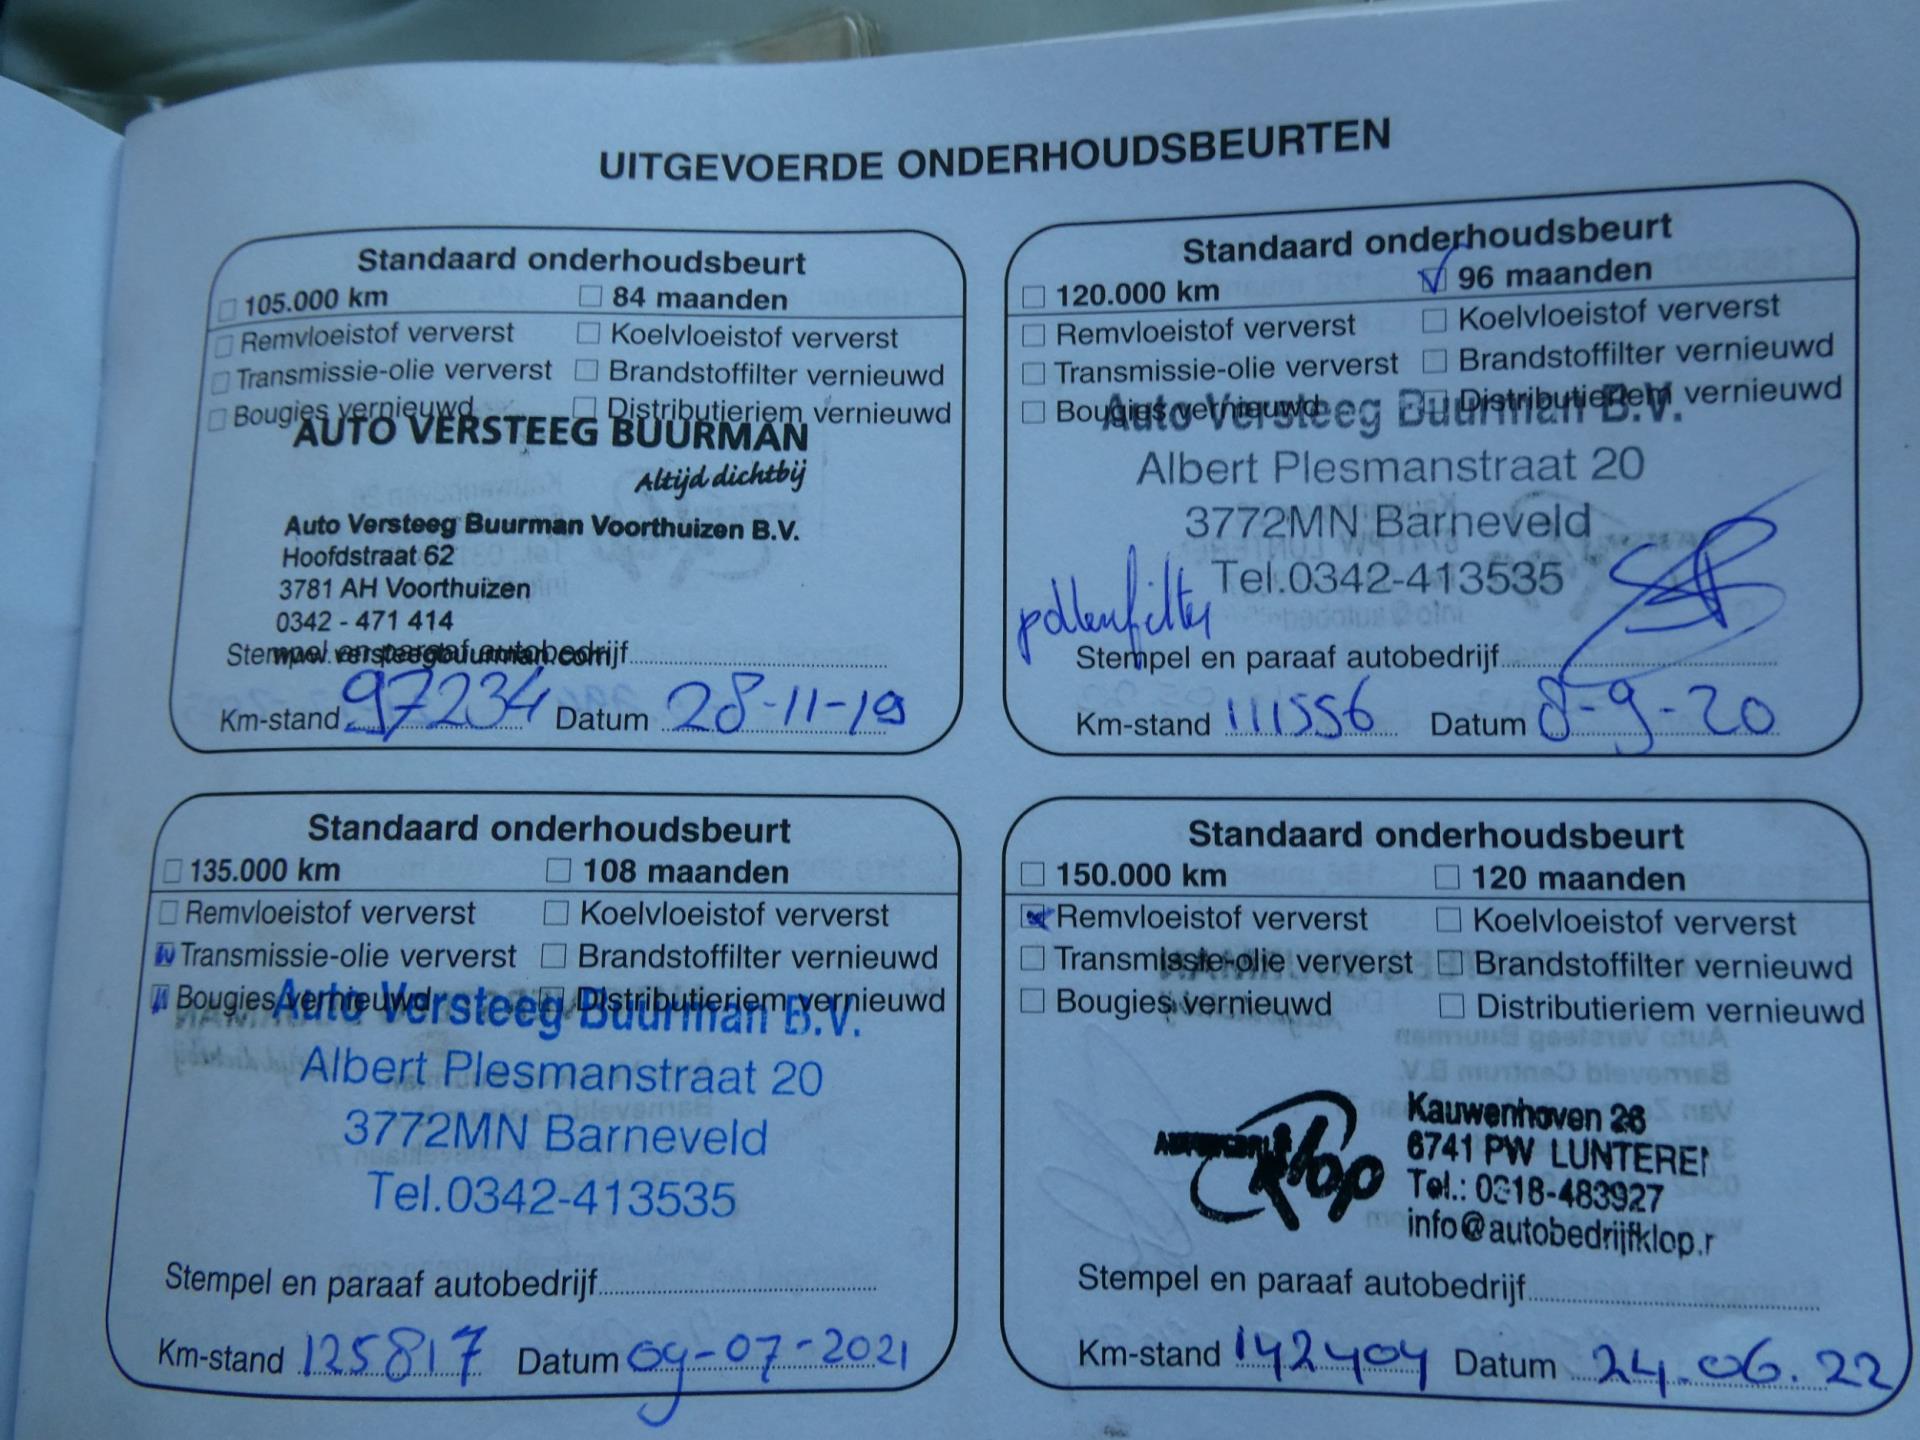 UITGEVOERDE ONDERHOUDSBEURTEN
Standaard onderhoudsbeurt
105.000 km 84 maanden
Remvloeistof ververst Koelvloeistof ververst
Transmissie-olie ververst Brandstoffilter vernieuwd
Bougies vernieuwd Distributieriem vernieuwd
AUTO VERSTEEG BUURMAN
Altijd dichtbij
Auto Versteeg Buurman Voorthuizen B.V.
Hoofdstraat 62
3781 AH Voorthuizen
0342 - 471 414
www.versteegbuurman.com
Stempel en paraaf autobedrijf
Km-stand 97234 Datum 28-11-19
Standaard onderhoudsbeurt
120.000 km 96 maanden
Remvloeistof ververst Koelvloeistof ververst
Transmissie-olie ververst Brandstoffilter vernieuwd
Bougies vernieuwd Distributieriem vernieuwd
Auto Versteeg Buurman B.V.
Albert Plesmanstraat 20
3772MN Barneveld
Tel.0342-413535
pollenfilter
Stempel en paraaf autobedrijf
Km-stand 111556 Datum 8-9-20
Standaard onderhoudsbeurt
135.000 km 108 maanden
Remvloeistof ververst Koelvloeistof ververst
Transmissie-olie ververst Brandstoffilter vernieuwd
Bougies vernieuwd Distributieriem vernieuwd
Auto Versteeg Buurman B.V.
Albert Plesmanstraat 20
3772MN Barneveld
Tel.0342-413535
Stempel en paraaf autobedrijf
Km-stand 125817 Datum 09-07-2021
Standaard onderhoudsbeurt
150.000 km 120 maanden
Remvloeistof ververst Koelvloeistof ververst
Transmissie-olie ververst Brandstoffilter vernieuwd
Bougies vernieuwd Distributieriem vernieuwd
Klop
Kauwenhoven 26
6741 PW LUNTEREN
Tel.: 0318-483927
info@autobedrijfklop.r
Stempel en paraaf autobedrijf
Km-stand 142404 Datum 24.06.22